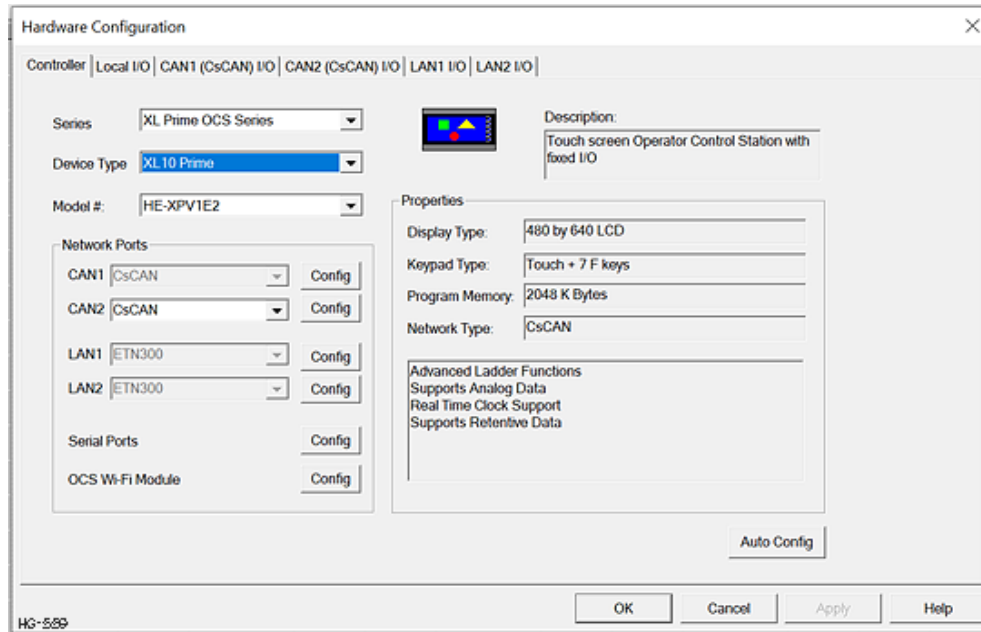 Hardware Configuration
Controller Local I/O CAN1 (CsCAN) I/O CAN2 (CsCAN) I/O LAN1 I/O LAN2 I/O
Series XL Prime OCS Series
Device Type XL10 Prime
Model #: HE-XPV1E2
Description:
Touch screen Operator Control Station with
fixed I/O
Network Ports
CAN1 CsCAN Config
CAN2 CsCAN Config
LAN1 ETN300 Config
LAN2 ETN300 Config
Serial Ports Config
OCS Wi-Fi Module Config
Properties
Display Type: 480 by 640 LCD
Keypad Type: Touch + 7 F keys
Program Memory: 2048 K Bytes
Network Type: CsCAN
Advanced Ladder Functions
Supports Analog Data
Real Time Clock Support
Supports Retentive Data
Auto Config
OK Cancel Apply Help
HG-589